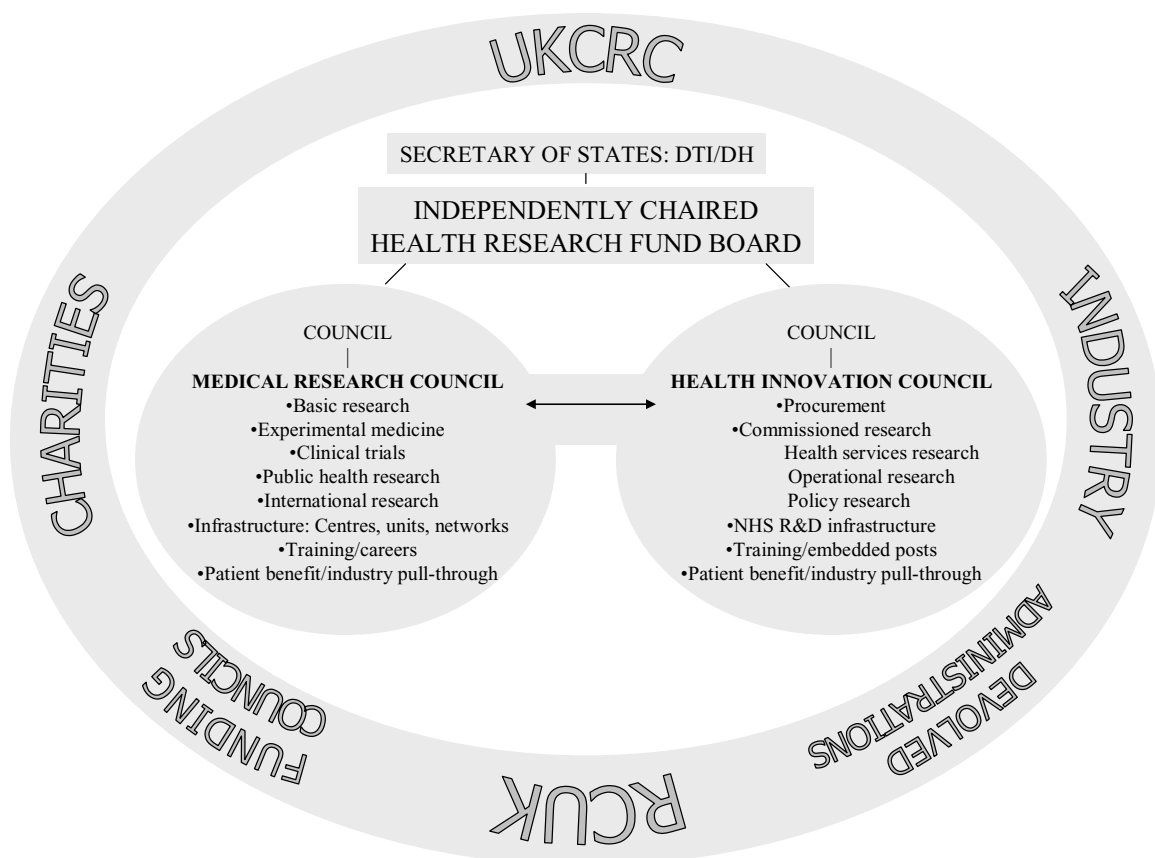 UKCRC
SECRETARY OF STATES: DTI/DH
INDEPENDENTLY CHAIRED
HEALTH RESEARCH FUND BOARD
CHARITIES
INDUSTRY
COUNCIL
MEDICAL RESEARCH COUNCIL
•Basic research
•Experimental medicine
•Clinical trials
•Public health research
•International research
•Infrastructure: Centres, units, networks
•Training/careers
•Patient benefit/industry pull-through
COUNCIL
HEALTH INNOVATION COUNCIL
•Procurement
•Commissioned research
Health services research
Operational research
Policy research
•NHS R&D infrastructure
•Training/embedded posts
•Patient benefit/industry pull-through
FUNDING
COUNCILS
RCUK
DEVOLVED
ADMINISTRATIONS